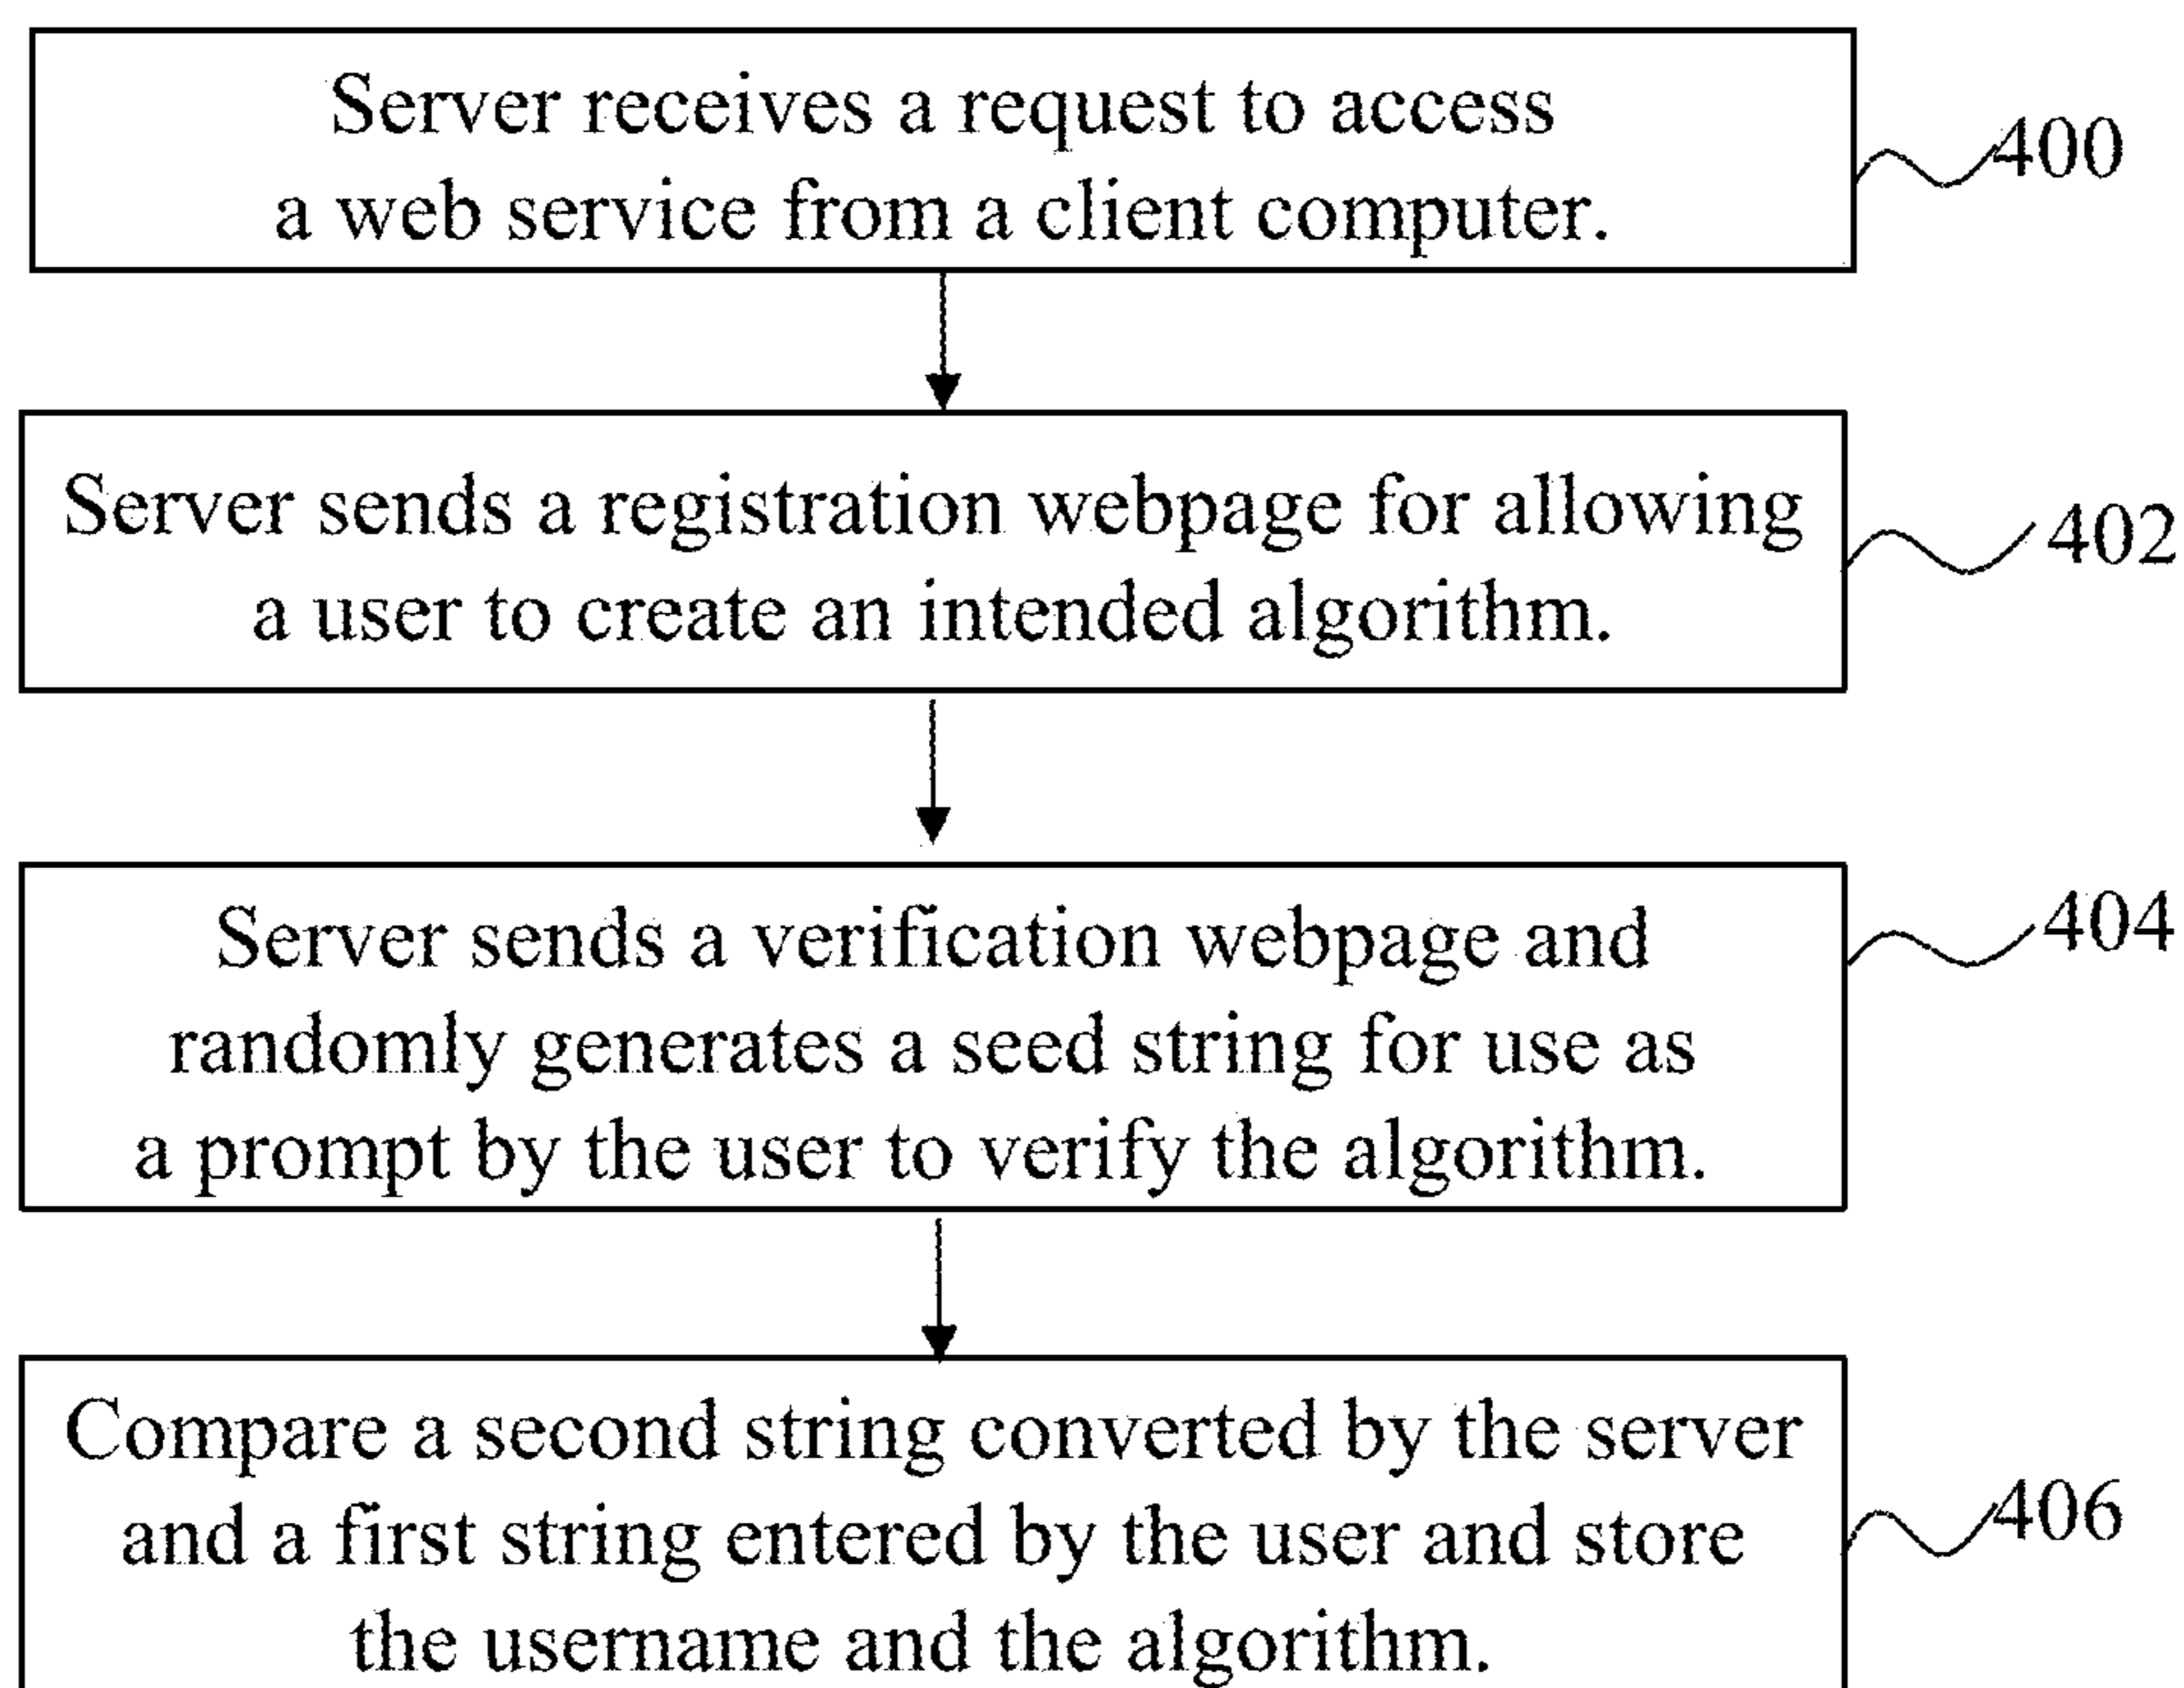 Server receives a request to access
a web service from a client computer.
400
Server sends a registration webpage for allowing
a user to create an intended algorithm.
402
Server sends a verification webpage and
randomly generates a seed string for use as
a prompt by the user to verify the algorithm.
404
Compare a second string converted by the server
and a first string entered by the user and store
the username and the algorithm.
406